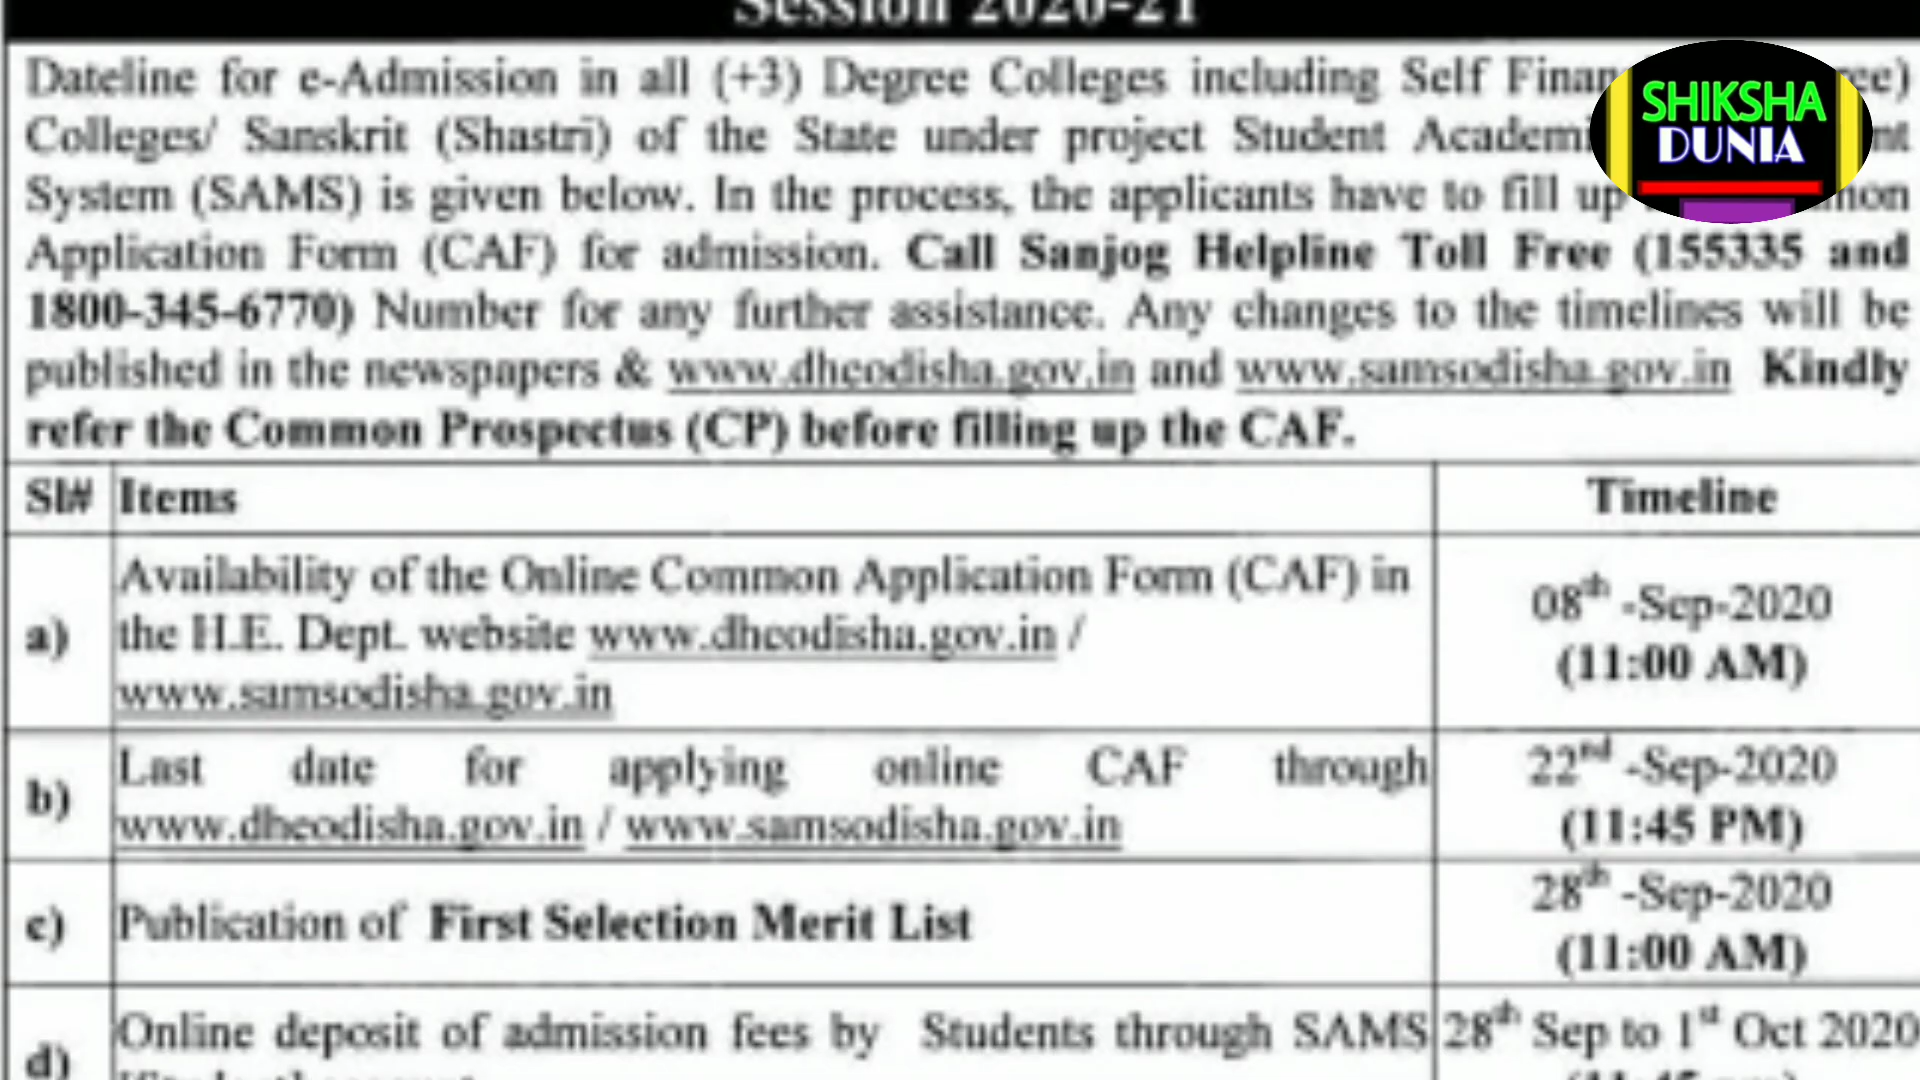 Session 2020-21
Dateline for e-Admission in all (+3) Degree Colleges including Self Finan ee)
Colleges/ Sanskrit (Shastri) of the State under project Student Academi nt
System (SAMS) is given below. In the process, the applicants have to fill up mon
Application Form (CAF) for admission. Call Sanjog Helpline Toll Free (155335 and
1800-345-6770) Number for any further assistance. Any changes to the timelines will be
published in the newspapers & www.dheodisha.gov.in and www.samsodisha.gov.in Kindly
refer the Common Prospectus (CP) before filling up the CAF.
SHIKSHA
DUNIA
Sl# Items Timeline
a) Availability of the Online Common Application Form (CAF) in
the H.E. Dept. website www.dheodisha.gov.in /
www.samsodisha.gov.in
08th -Sep-2020
(11:00 AM)
b) Last date for applying online CAF through
www.dheodisha.gov.in / www.samsodisha.gov.in
22nd -Sep-2020
(11:45 PM)
c) Publication of First Selection Merit List
28th -Sep-2020
(11:00 AM)
d) Online deposit of admission fees by Students through SAMS
28th Sep to 1st Oct 2020